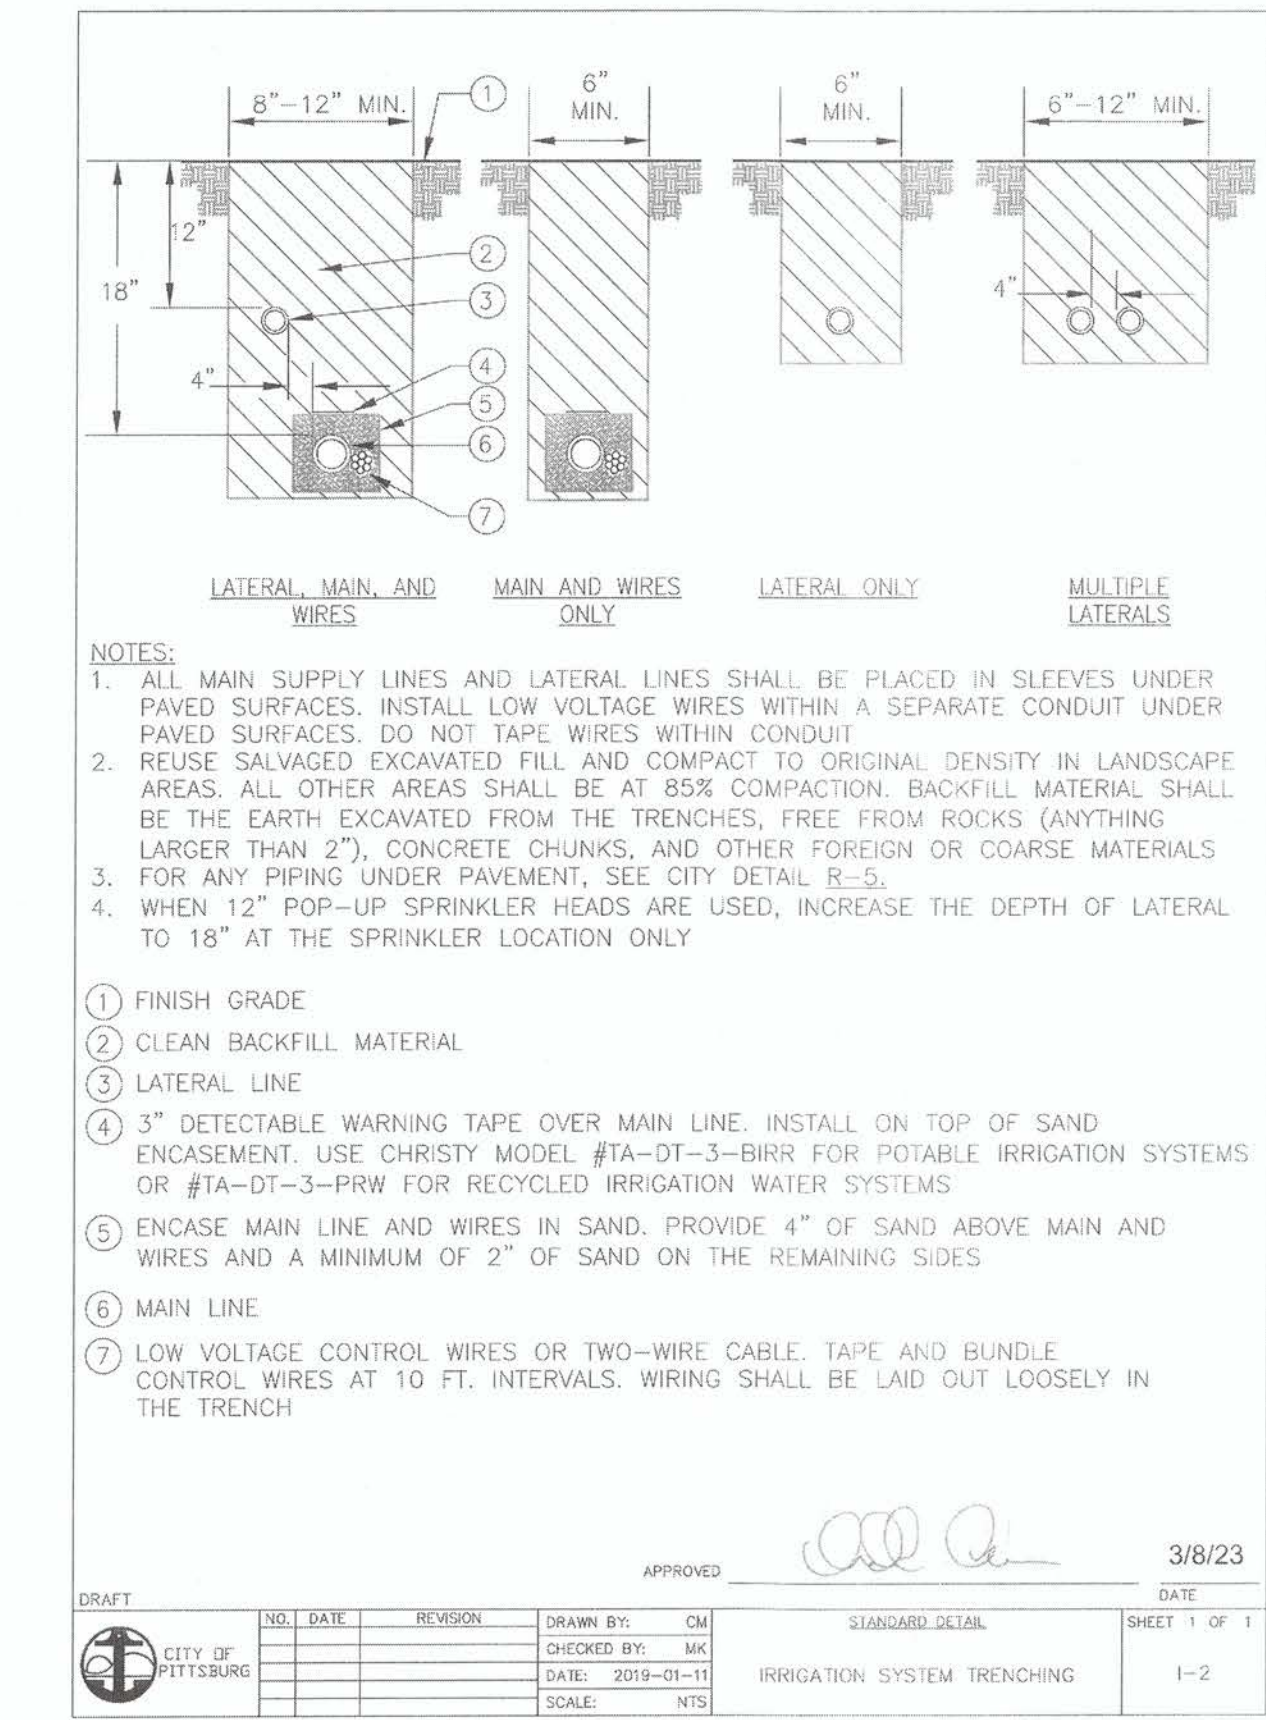 8"-12" MIN.
1
6"
MIN.
6"
MIN.
6"-12" MIN.
12"
2
18"
3
4"
4"
4
5
6
7
LATERAL, MAIN, AND
WIRES
MAIN AND WIRES
ONLY
LATERAL ONLY
MULTIPLE
LATERALS
NOTES:
1. ALL MAIN SUPPLY LINES AND LATERAL LINES SHALL BE PLACED IN SLEEVES UNDER
PAVED SURFACES. INSTALL LOW VOLTAGE WIRES WITHIN A SEPARATE CONDUIT UNDER
PAVED SURFACES. DO NOT TAPE WIRES WITHIN CONDUIT
2. REUSE SALVAGED EXCAVATED FILL AND COMPACT TO ORIGINAL DENSITY IN LANDSCAPE
AREAS. ALL OTHER AREAS SHALL BE AT 85% COMPACTION. BACKFILL MATERIAL SHALL
BE THE EARTH EXCAVATED FROM THE TRENCHES, FREE FROM ROCKS (ANYTHING
LARGER THAN 2"), CONCRETE CHUNKS, AND OTHER FOREIGN OR COARSE MATERIALS
3. FOR ANY PIPING UNDER PAVEMENT, SEE CITY DETAIL R-5.
4. WHEN 12" POP-UP SPRINKLER HEADS ARE USED, INCREASE THE DEPTH OF LATERAL
TO 18" AT THE SPRINKLER LOCATION ONLY
1 FINISH GRADE
2 CLEAN BACKFILL MATERIAL
3 LATERAL LINE
4 3" DETECTABLE WARNING TAPE OVER MAIN LINE. INSTALL ON TOP OF SAND
ENCASEMENT. USE CHRISTY MODEL #TA-DT-3-BIRR FOR POTABLE IRRIGATION SYSTEMS
OR #TA-DT-3-PRW FOR RECYCLED IRRIGATION WATER SYSTEMS
5 ENCASE MAIN LINE AND WIRES IN SAND. PROVIDE 4" OF SAND ABOVE MAIN AND
WIRES AND A MINIMUM OF 2" OF SAND ON THE REMAINING SIDES
6 MAIN LINE
7 LOW VOLTAGE CONTROL WIRES OR TWO-WIRE CABLE. TAPE AND BUNDLE
CONTROL WIRES AT 10 FT. INTERVALS. WIRING SHALL BE LAID OUT LOOSELY IN
THE TRENCH
APPROVED
3/8/23
DATE
DRAFT
CITY OF
PITTSBURG
NO. DATE REVISION
DRAWN BY: CM
CHECKED BY: MK
DATE: 2019-01-11
SCALE: NTS
STANDARD DETAIL
IRRIGATION SYSTEM TRENCHING
SHEET 1 OF 1
I-2